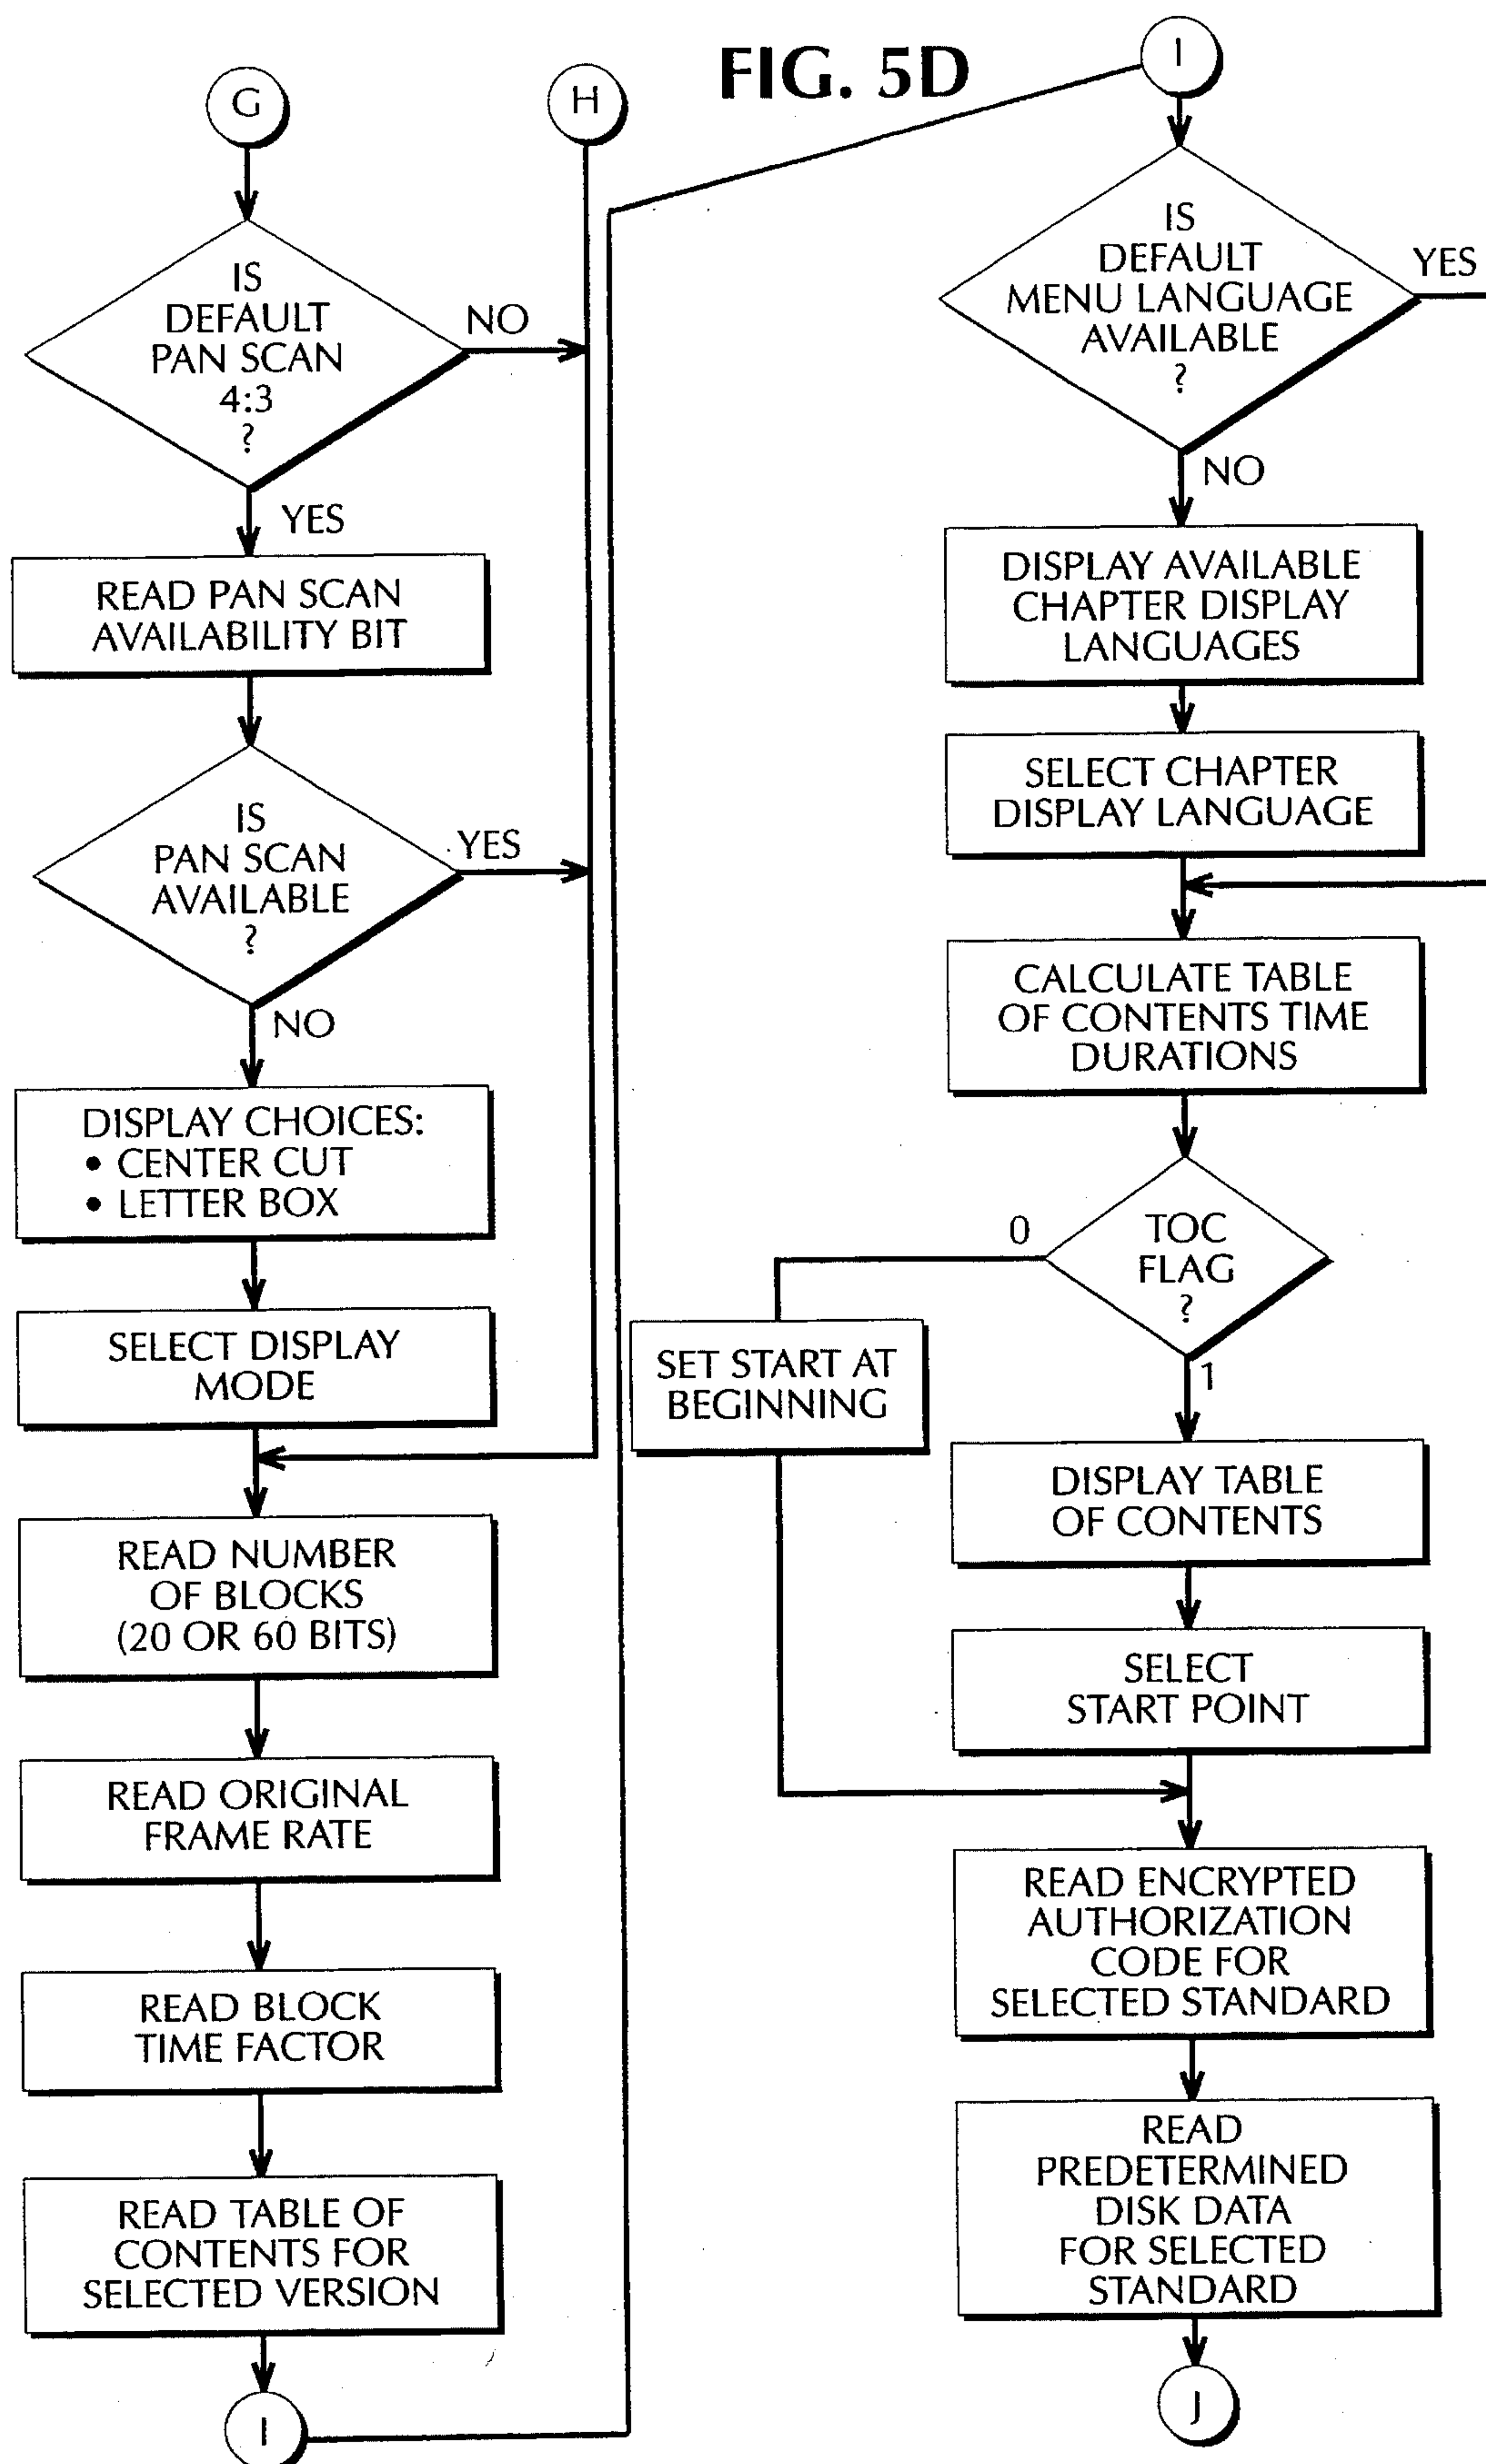 FIG. 5D
G
H
IS
DEFAULT
PAN SCAN
4:3
?
NO
YES
READ PAN SCAN
AVAILABILITY BIT
IS
PAN SCAN
AVAILABLE
?
YES
NO
DISPLAY CHOICES:
• CENTER CUT
• LETTER BOX
SELECT DISPLAY
MODE
READ NUMBER
OF BLOCKS
(20 OR 60 BITS)
READ ORIGINAL
FRAME RATE
READ BLOCK
TIME FACTOR
READ TABLE OF
CONTENTS FOR
SELECTED VERSION
I
I
IS
DEFAULT
MENU LANGUAGE
AVAILABLE
?
YES
NO
DISPLAY AVAILABLE
CHAPTER DISPLAY
LANGUAGES
SELECT CHAPTER
DISPLAY LANGUAGE
CALCULATE TABLE
OF CONTENTS TIME
DURATIONS
TOC
FLAG
?
0
1
SET START AT
BEGINNING
DISPLAY TABLE
OF CONTENTS
SELECT
START POINT
READ ENCRYPTED
AUTHORIZATION
CODE FOR
SELECTED STANDARD
READ
PREDETERMINED
DISK DATA
FOR SELECTED
STANDARD
J